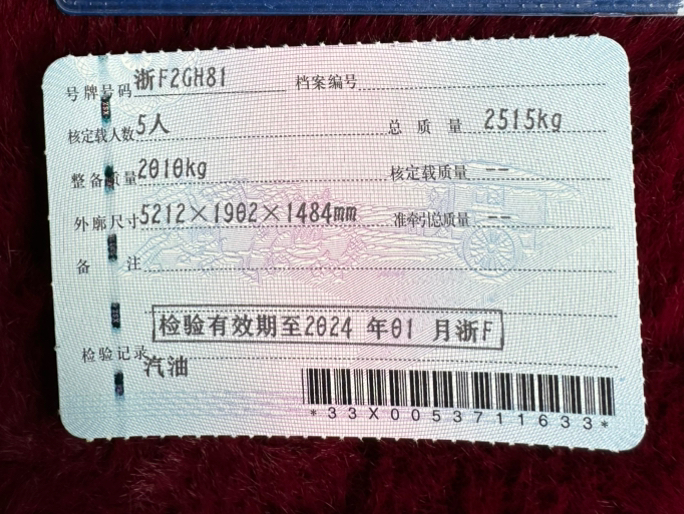 号牌号码 浙F2GH81 档案编号
核定载人数 5人 总质量 2515kg
整备质量 2010kg 核定载质量 --
外廓尺寸 5212×1902×1484mm 准牵引总质量 --
备注
检验有效期至2024 年01 月浙F
检验记录
汽油
*33X0053711633*